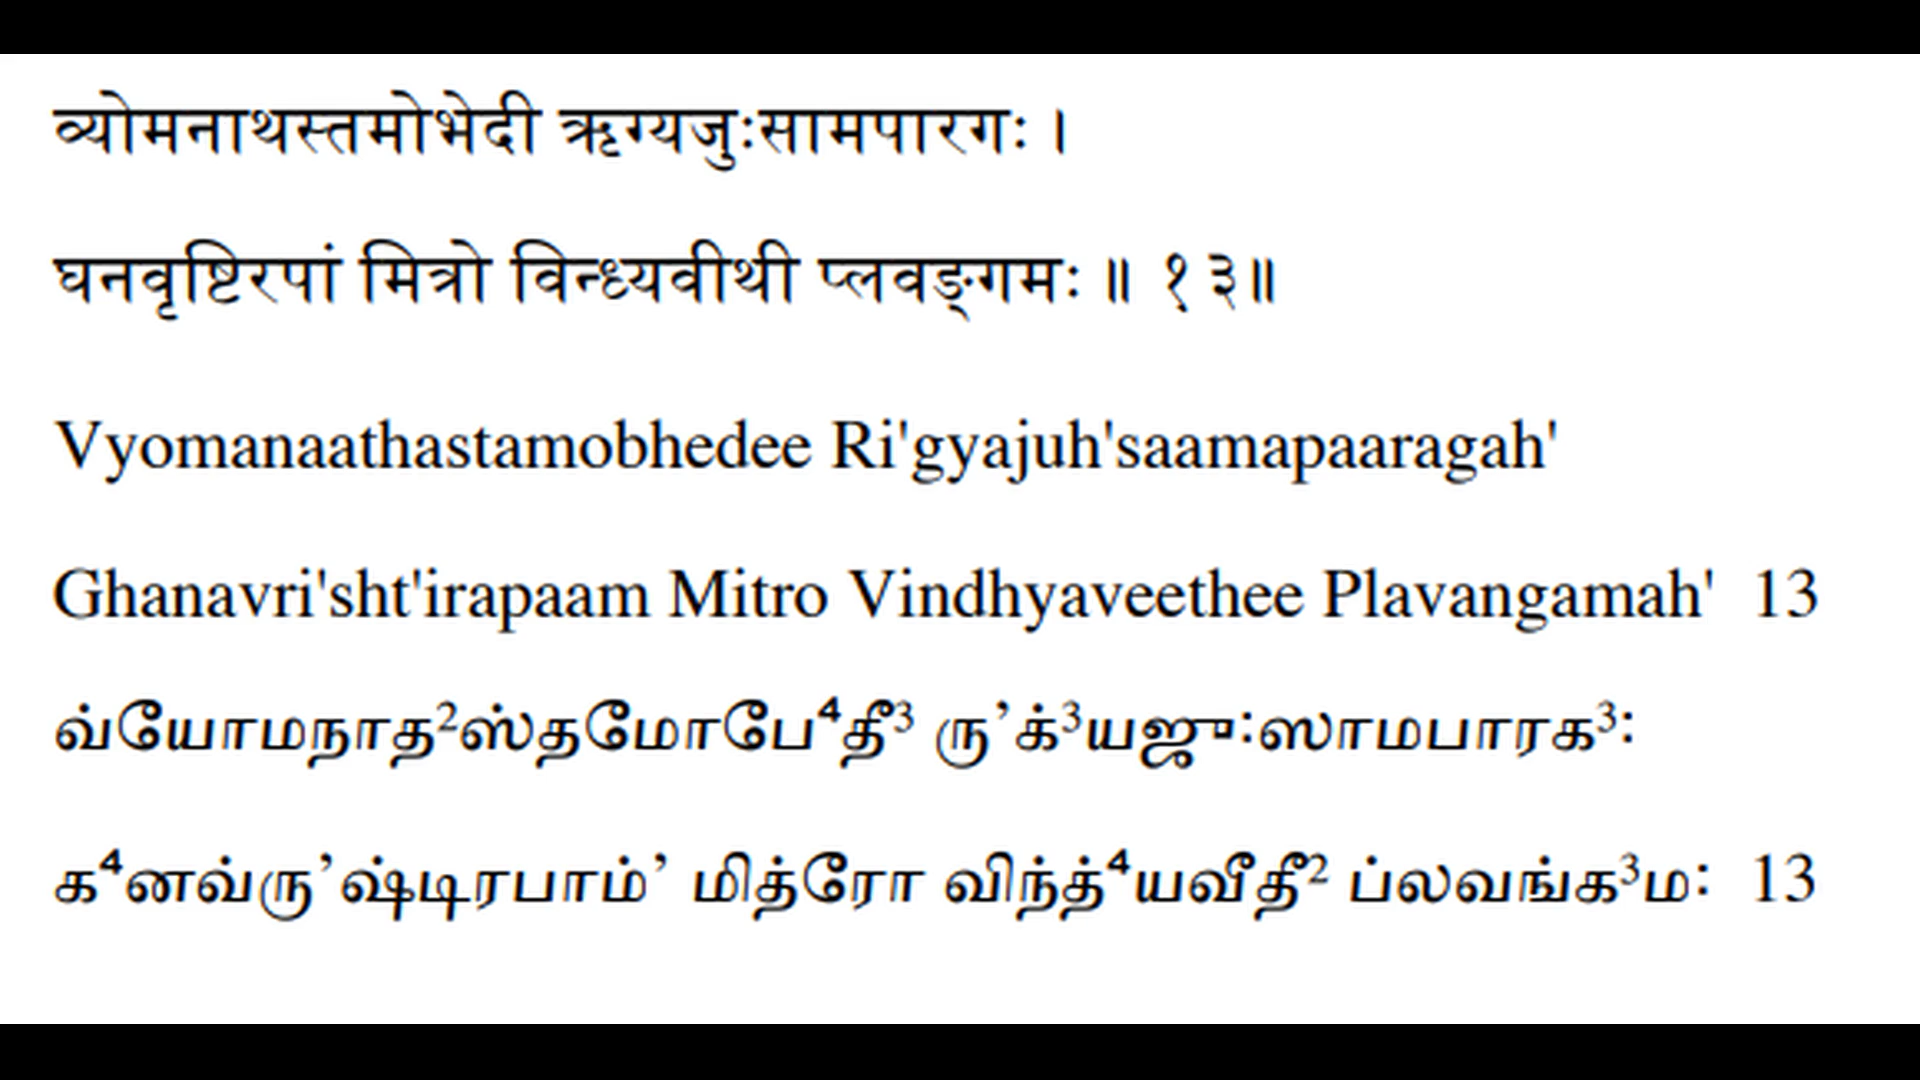 व्योमनाथस्तमोभेदी ऋग्यजुःसामपारगः ।
घनवृष्टिरपां मित्रो विन्ध्यवीथी प्लवङ्गमः ॥ १३॥
Vyomanaathastamobhedee Ri'gyajuh'saamapaaragah'
Ghanavri'sht'irapaam Mitro Vindhyaveethee Plavangamah' 13
வ்யோமநாத²ஸ்தமோபே⁴தீ³ ரு’க்³யஜு꞉ஸாமபாரக³꞉
க⁴னவ்ரு’ஷ்டிரபாம்’ மித்ரோ விந்த்⁴யவீதீ² ப்லவங்க³ம꞉ 13